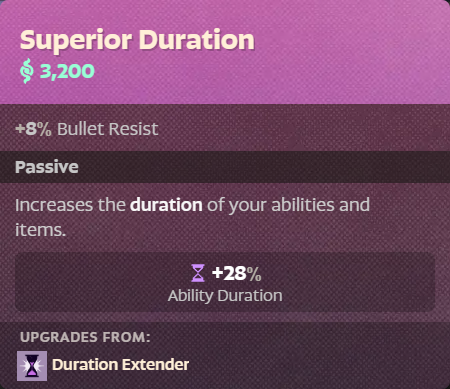 Superior Duration
3,200
+8% Bullet Resist
Passive
Increases the duration of your abilities and
items.
+28%
Ability Duration
UPGRADES FROM:
Duration Extender